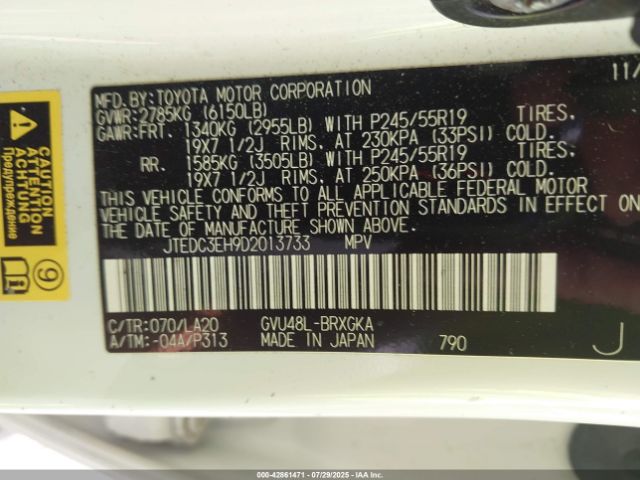 MFD.BY:TOYOTA MOTOR CORPORATION 11/
GVWR:2785KG (6150LB)
GAWR:FRT. 1340KG (2955LB) WITH P245/55R19 TIRES,
19X7 1/2J RIMS, AT 230KPA (33PSI) COLD.
RR. 1585KG (3505LB) WITH P245/55R19 TIRES,
19X7 1/2J RIMS, AT 250KPA (36PSI) COLD.
THIS VEHICLE CONFORMS TO ALL APPLICABLE FEDERAL MOTOR
VEHICLE SAFETY AND THEFT PREVENTION STANDARDS IN EFFECT ON
THE DATE OF MANUFACTURE SHOWN ABOVE.
JTEDC3EH9D2013733 MPV
C/TR:070/LA20 GVU48L-BRXGKA
A/TM:-04A/P313 MADE IN JAPAN 790 J
Предупреждение
9
00-42861471 - 07/29/2025 - IAA Inc.